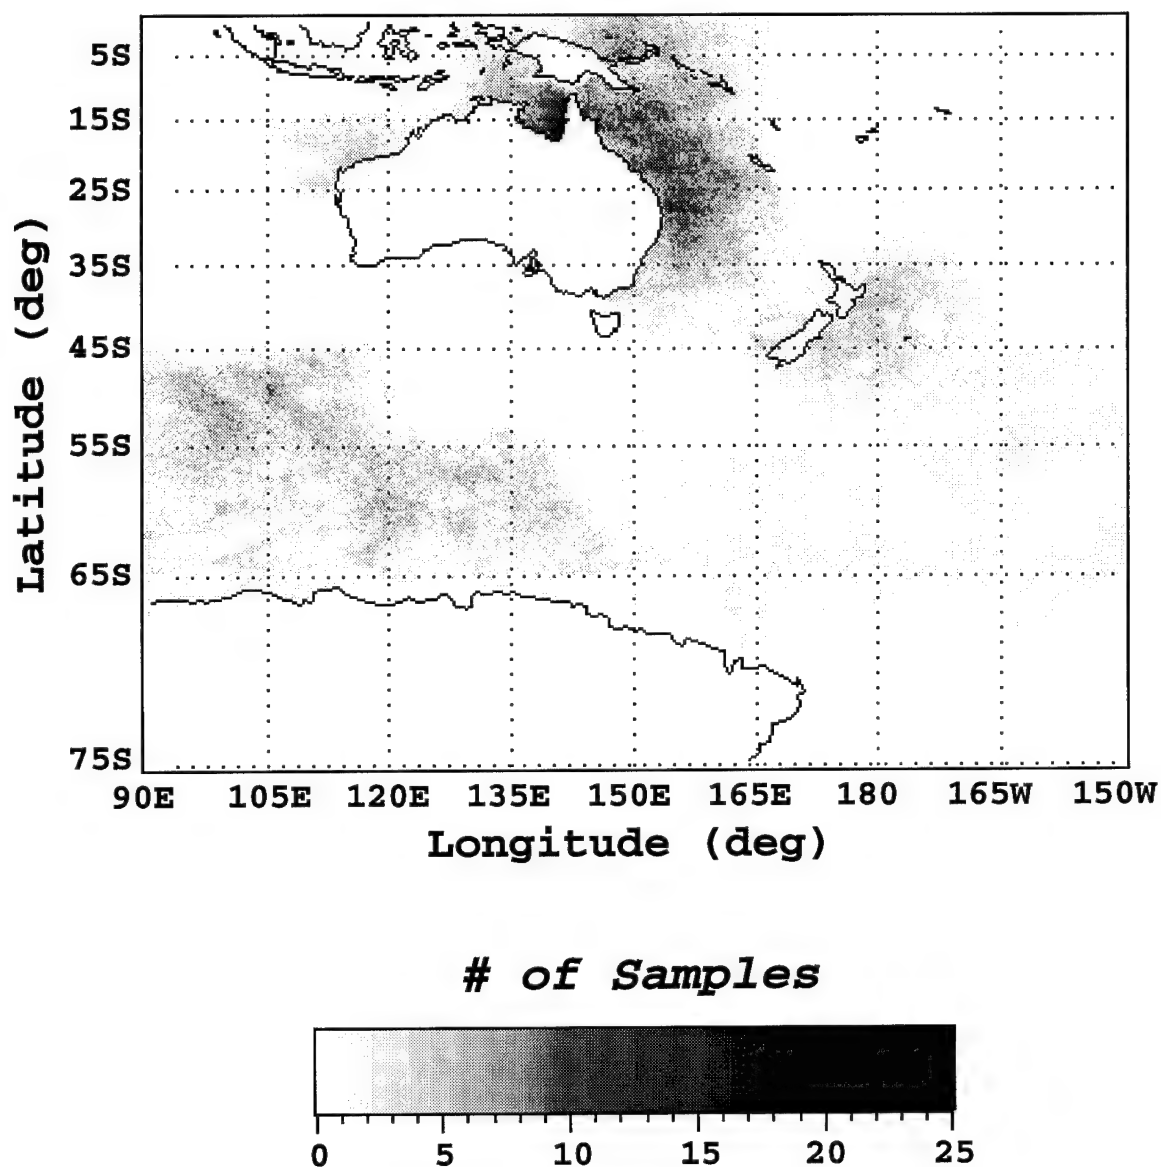 5S
15S
25S
35S
45S
55S
65S
75S
Latitude (deg)
90E 105E 120E 135E 150E 165E 180 165W 150W
Longitude (deg)
# of Samples
0 5 10 15 20 25